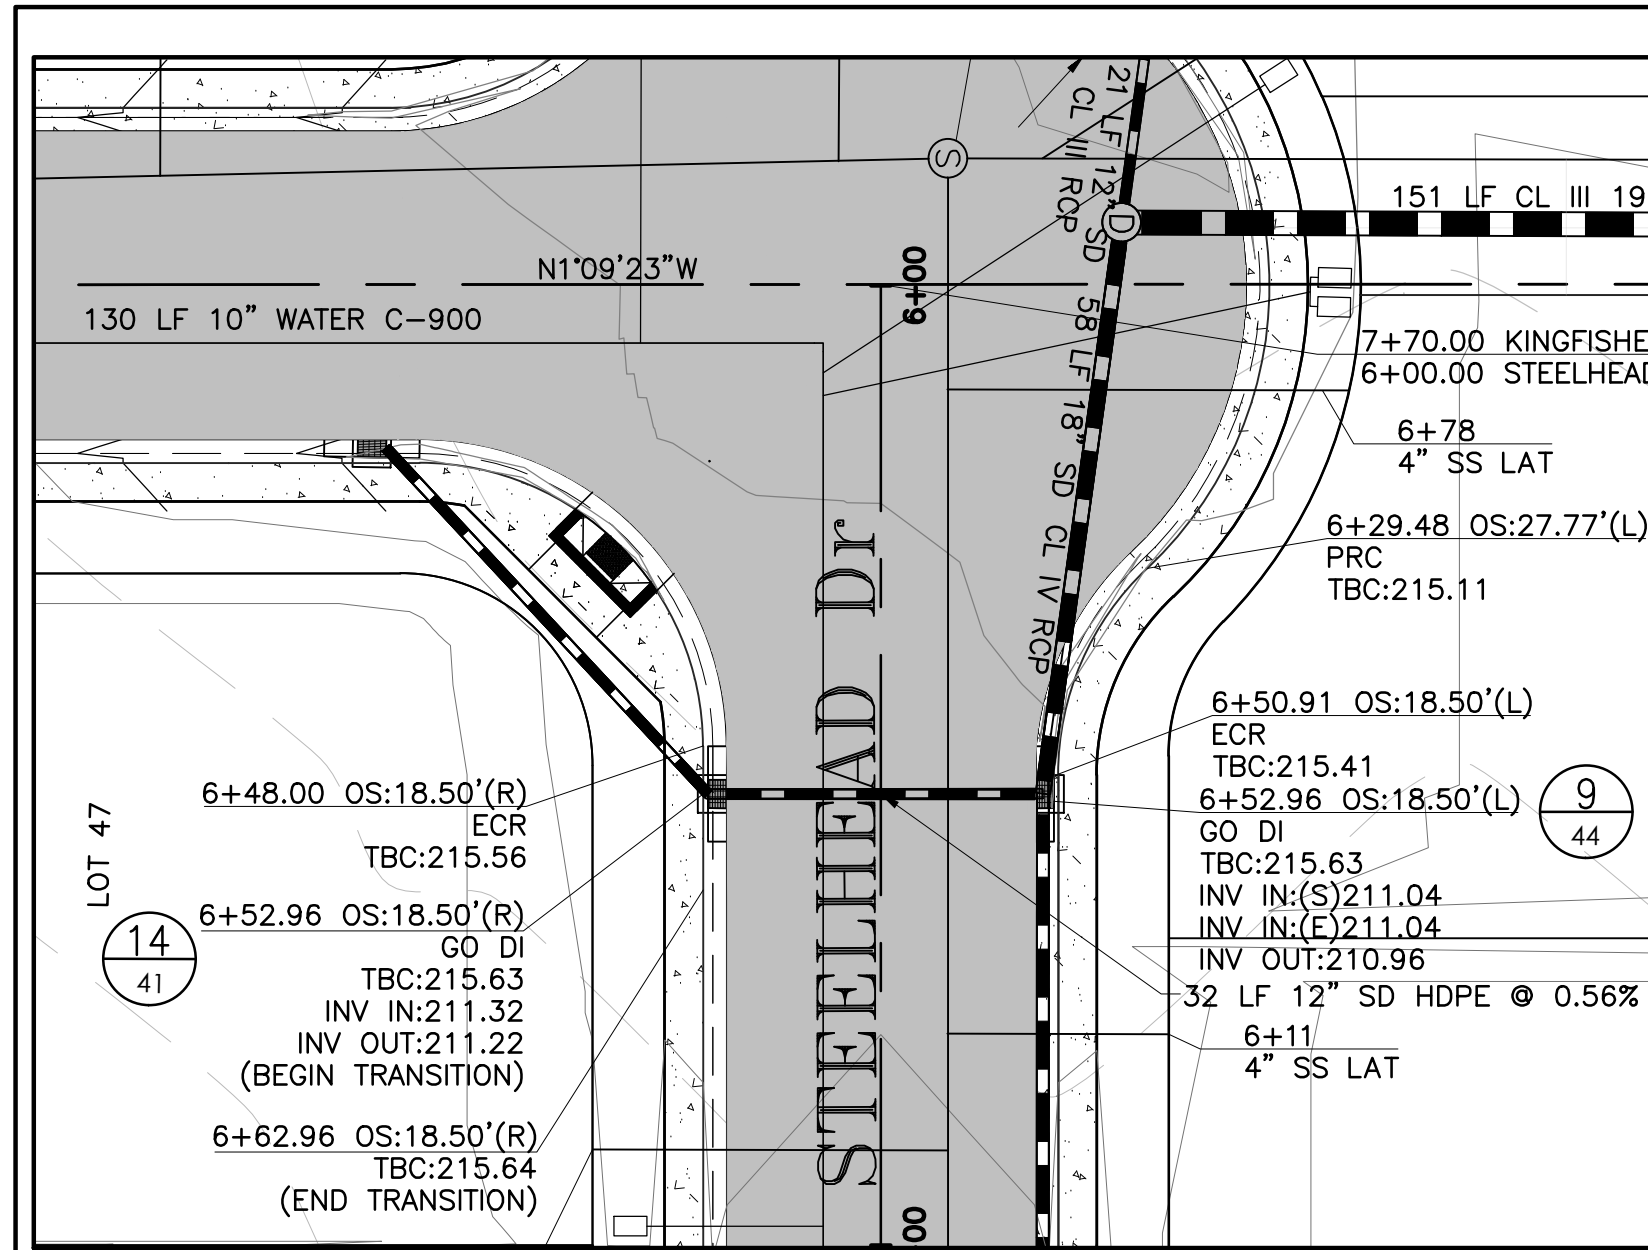 21 LF 12" SD
CL III RCP
S
D
151 LF CL III 19
N1°09'23"W
130 LF 10" WATER C-900
6+00
58 LF 18" SD CL IV RCP
7+70.00 KINGFISHE
6+00.00 STEELHEAD
6+78
4" SS LAT
6+29.48 OS:27.77'(L)
PRC
TBC:215.11
STEELHEAD Dr
6+50.91 OS:18.50'(L)
ECR
TBC:215.41
6+52.96 OS:18.50'(L)
GO DI
TBC:215.63
INV IN:(S)211.04
INV IN:(E)211.04
INV OUT:210.96
32 LF 12" SD HDPE @ 0.56%
6+11
4" SS LAT
9
44
6+48.00 OS:18.50'(R)
ECR
TBC:215.56
LOT 47
14
41
6+52.96 OS:18.50'(R)
GO DI
TBC:215.63
INV IN:211.32
INV OUT:211.22
(BEGIN TRANSITION)
6+62.96 OS:18.50'(R)
TBC:215.64
(END TRANSITION)
00